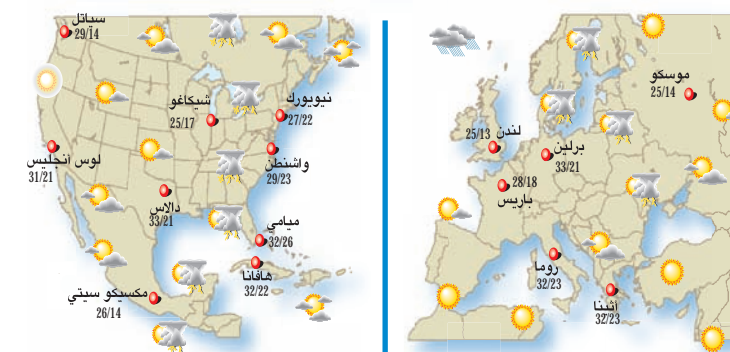 سياتل
29/14
شيكاغو
25/17
نيويورك
27/22
لوس انجليس
31/21
واشنطن
29/23
دالاس
33/21
ميامي
32/26
هافانا
32/22
مكسيكو سيتي
26/14
موسكو
25/14
لندن
25/13
برلين
33/21
28/18
باريس
روما
32/23
أثينا
32/23